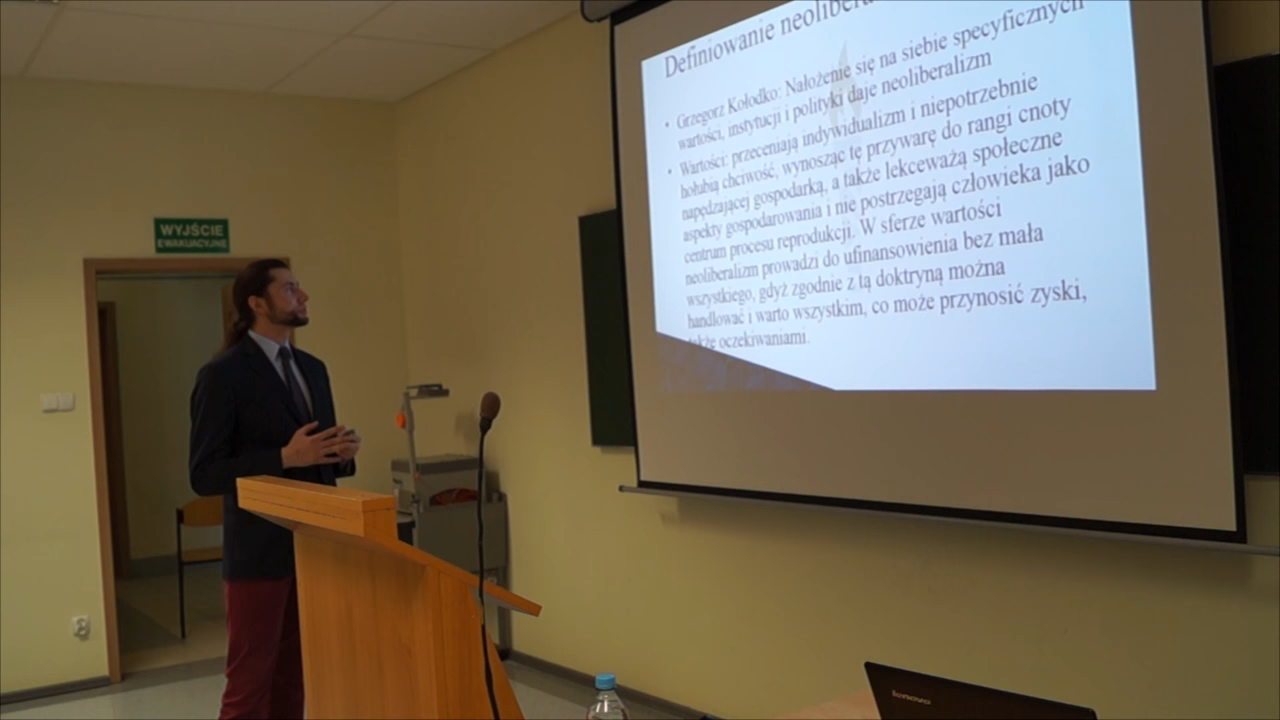 Definiowanie
Grzegorz Kołodko: Nałożenie się na siebie specyficznych
wartości, instytucji i polityki daje neoliberalizm
Wartości: przeceniają indywidualizm i niepotrzebnie
hołubią chciwość, wynosząc tę przywarę do rangi cnoty
napędzającej gospodarką, a także lekceważą społeczne
aspekty gospodarowania i nie postrzegają człowieka jako
centrum procesu reprodukcji. W sferze wartości
neoliberalizm prowadzi do ufinansowienia bez mała
wszystkiego, gdyż zgodnie z tą doktryną można
handlować i warto wszystkim, co może przynosić zyski,
także oczekiwaniami.
WYJŚCIE
EWAKUACYJNE
lenovo